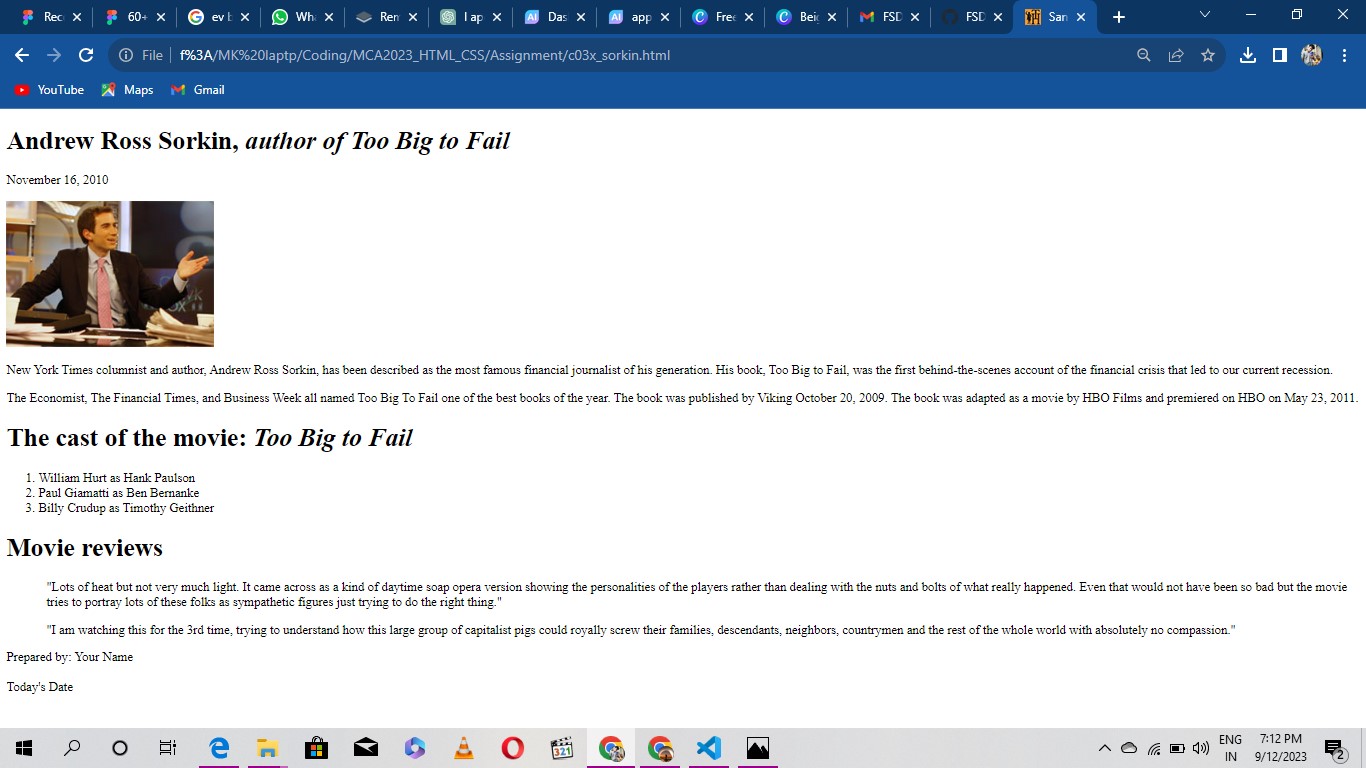 Rec
60+
ev b
Wha
Rem
I ap
Das
app
Free
Beig
FSD
FSD
San
File
f%3A/MK%20laptp/Coding/MCA2023_HTML_CSS/Assignment/c03x_sorkin.html
YouTube Maps Gmail
Andrew Ross Sorkin, author of Too Big to Fail
November 16, 2010
New York Times columnist and author, Andrew Ross Sorkin, has been described as the most famous financial journalist of his generation. His book, Too Big to Fail, was the first behind-the-scenes account of the financial crisis that led to our current recession.
The Economist, The Financial Times, and Business Week all named Too Big To Fail one of the best books of the year. The book was published by Viking October 20, 2009. The book was adapted as a movie by HBO Films and premiered on HBO on May 23, 2011.
The cast of the movie: Too Big to Fail
1. William Hurt as Hank Paulson
2. Paul Giamatti as Ben Bernanke
3. Billy Crudup as Timothy Geithner
Movie reviews
"Lots of heat but not very much light. It came across as a kind of daytime soap opera version showing the personalities of the players rather than dealing with the nuts and bolts of what really happened. Even that would not have been so bad but the movie
tries to portray lots of these folks as sympathetic figures just trying to do the right thing."
"I am watching this for the 3rd time, trying to understand how this large group of capitalist pigs could royally screw their families, descendants, neighbors, countrymen and the rest of the whole world with absolutely no compassion."
Prepared by: Your Name
Today's Date
321
ENG
IN
7:12 PM
9/12/2023
2